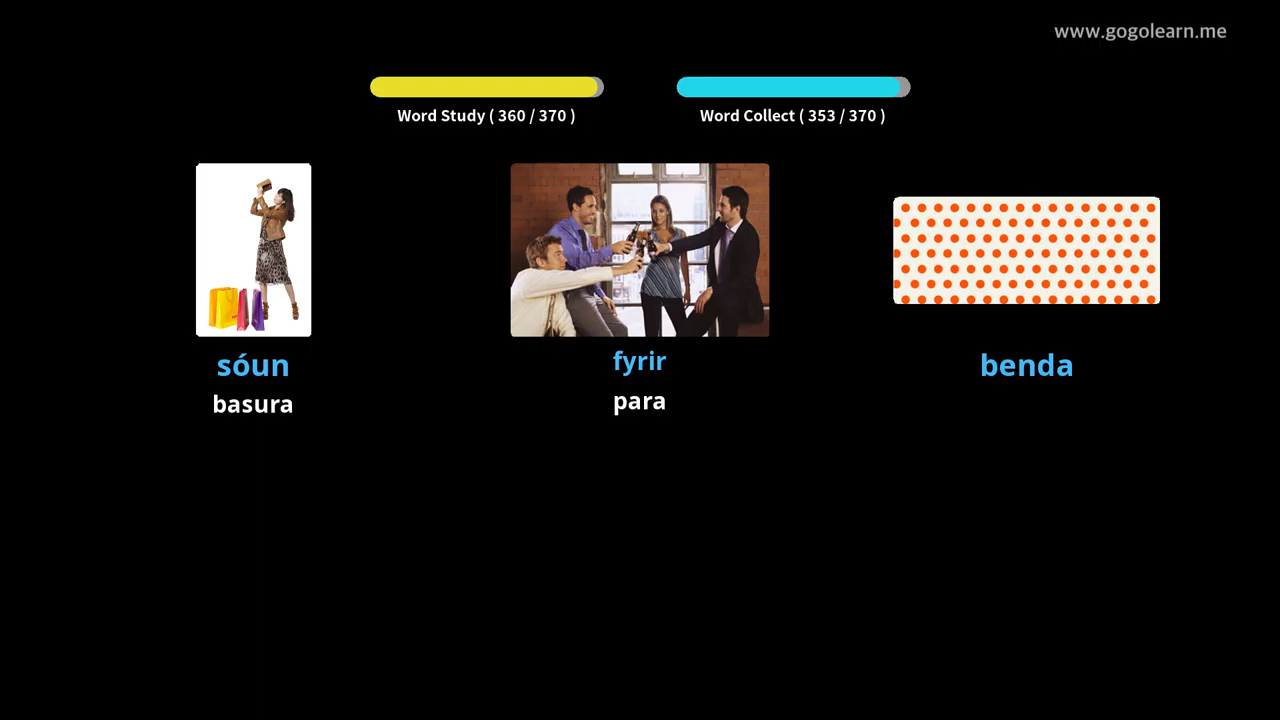 www.gogolearn.me
Word Study ( 360 / 370 )
Word Collect ( 353 / 370 )
sóun
basura
fyrir
para
benda